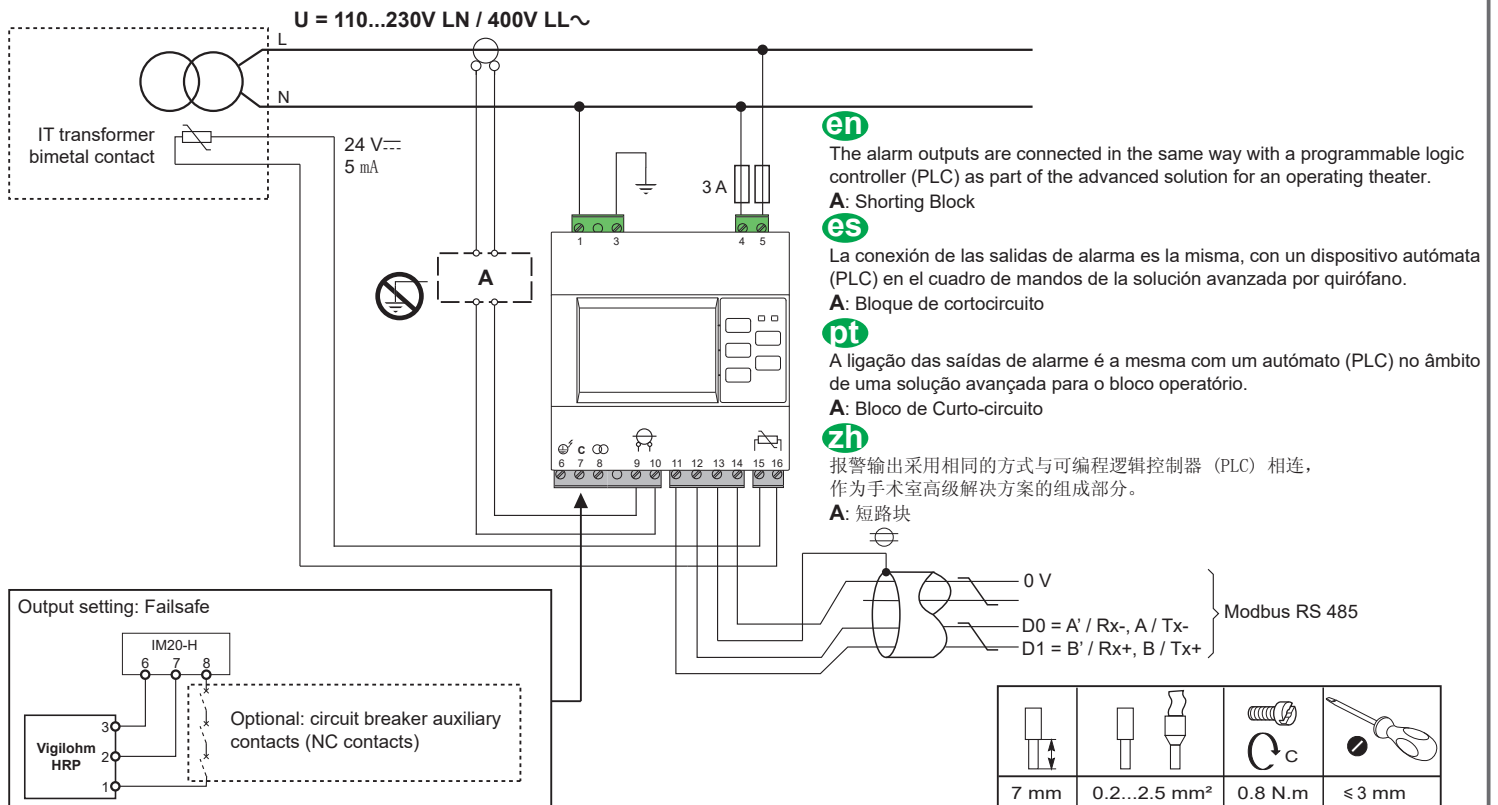 U = 110...230V LN / 400V LL∿
L
N
IT transformer
bimetal contact
24 V⎓
5 mA
3 A
1 3 4 5
A
C
6 7 8 9 10 11 12 13 14 15 16
en
The alarm outputs are connected in the same way with a programmable logic
controller (PLC) as part of the advanced solution for an operating theater.
A: Shorting Block
es
La conexión de las salidas de alarma es la misma, con un dispositivo autómata
(PLC) en el cuadro de mandos de la solución avanzada por quirófano.
A: Bloque de cortocircuito
pt
A ligação das saídas de alarme é a mesma com um autómato (PLC) no âmbito
de uma solução avançada para o bloco operatório.
A: Bloco de Curto-circuito
zh
报警输出采用相同的方式与可编程逻辑控制器 (PLC) 相连，
作为手术室高级解决方案的组成部分。
A: 短路块
0 V
D0 = A' / Rx-, A / Tx-
D1 = B' / Rx+, B / Tx+
Modbus RS 485
Output setting: Failsafe
IM20-H
6 7 8
3
2
1
Vigilohm
HRP
Optional: circuit breaker auxiliary
contacts (NC contacts)
C
7 mm 0.2...2.5 mm² 0.8 N.m ≤ 3 mm